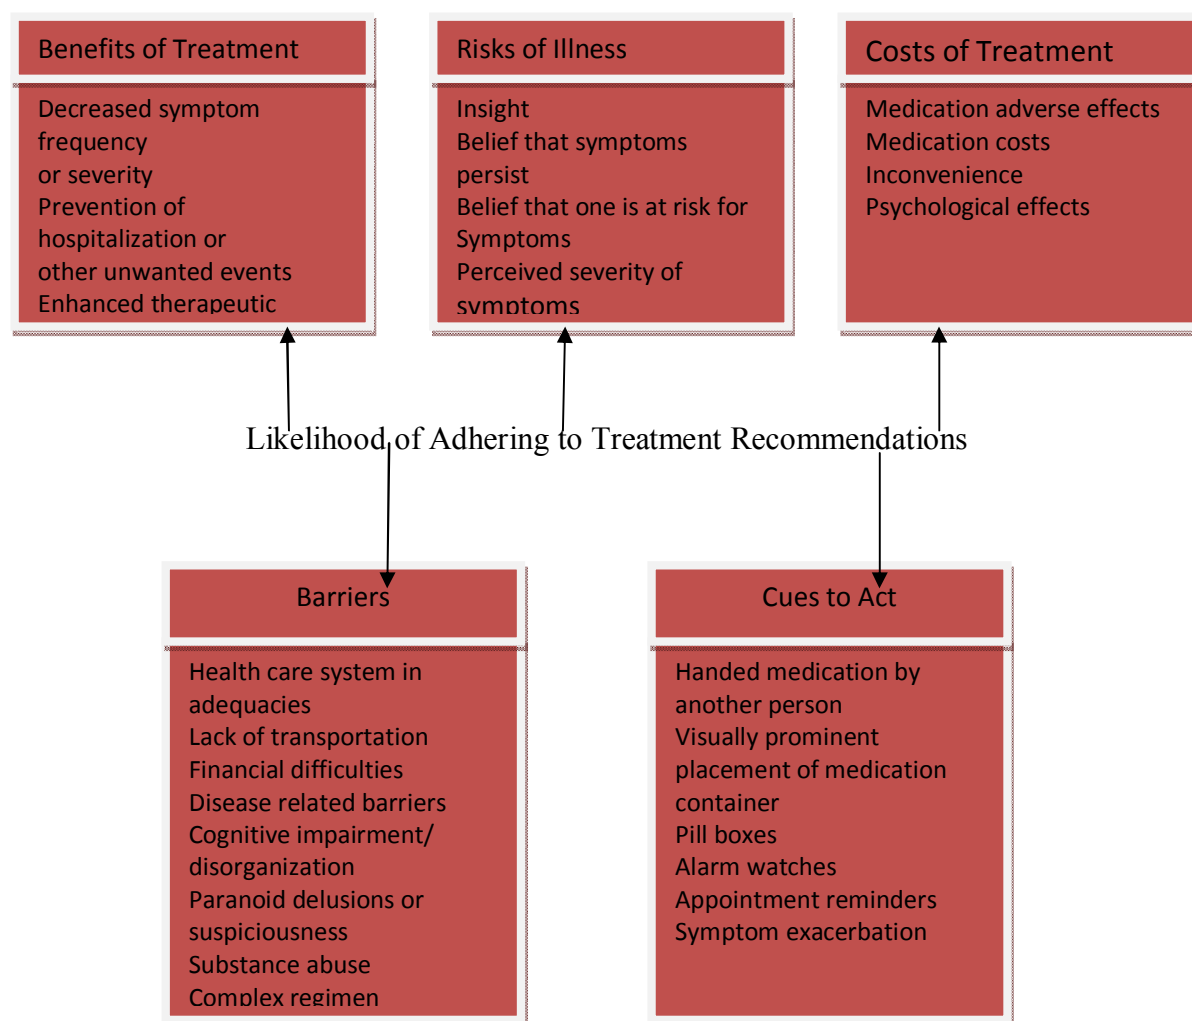 Benefits of Treatment
Decreased symptom
frequency
or severity
Prevention of
hospitalization or
other unwanted events
Enhanced therapeutic
Risks of Illness
Insight
Belief that symptoms
persist
Belief that one is at risk for
Symptoms
Perceived severity of
symptoms
Costs of Treatment
Medication adverse effects
Medication costs
Inconvenience
Psychological effects
Likelihood of Adhering to Treatment Recommendations
Barriers
Health care system in
adequacies
Lack of transportation
Financial difficulties
Disease related barriers
Cognitive impairment/
disorganization
Paranoid delusions or
suspiciousness
Substance abuse
Complex regimen
Cues to Act
Handed medication by
another person
Visually prominent
placement of medication
container
Pill boxes
Alarm watches
Appointment reminders
Symptom exacerbation